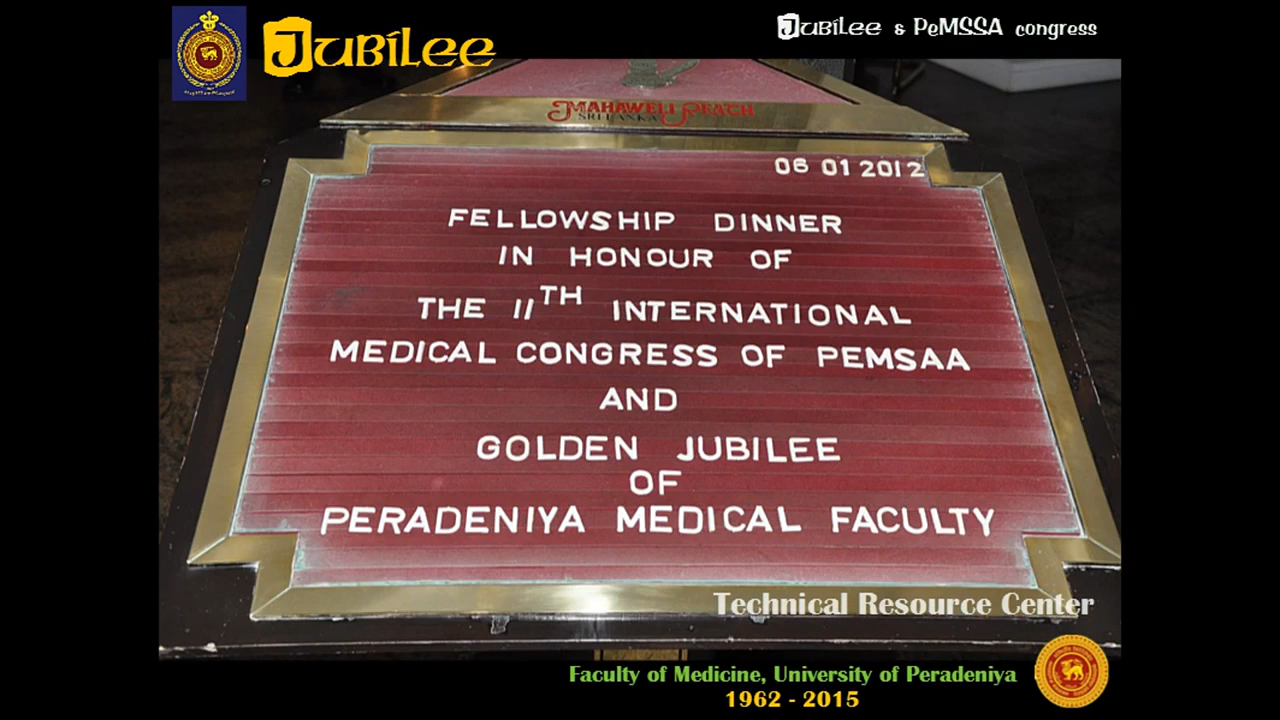 Jubilee
Jubilee & PeMSSA congress
MAHAWELI REACH
SRI LANKA
06 01 2012
FELLOWSHIP DINNER
IN HONOUR OF
THE 11TH INTERNATIONAL
MEDICAL CONGRESS OF PEMSAA
AND
GOLDEN JUBILEE
OF
PERADENIYA MEDICAL FACULTY
Technical Resource Center
Faculty of Medicine, University of Peradeniya
1962 - 2015